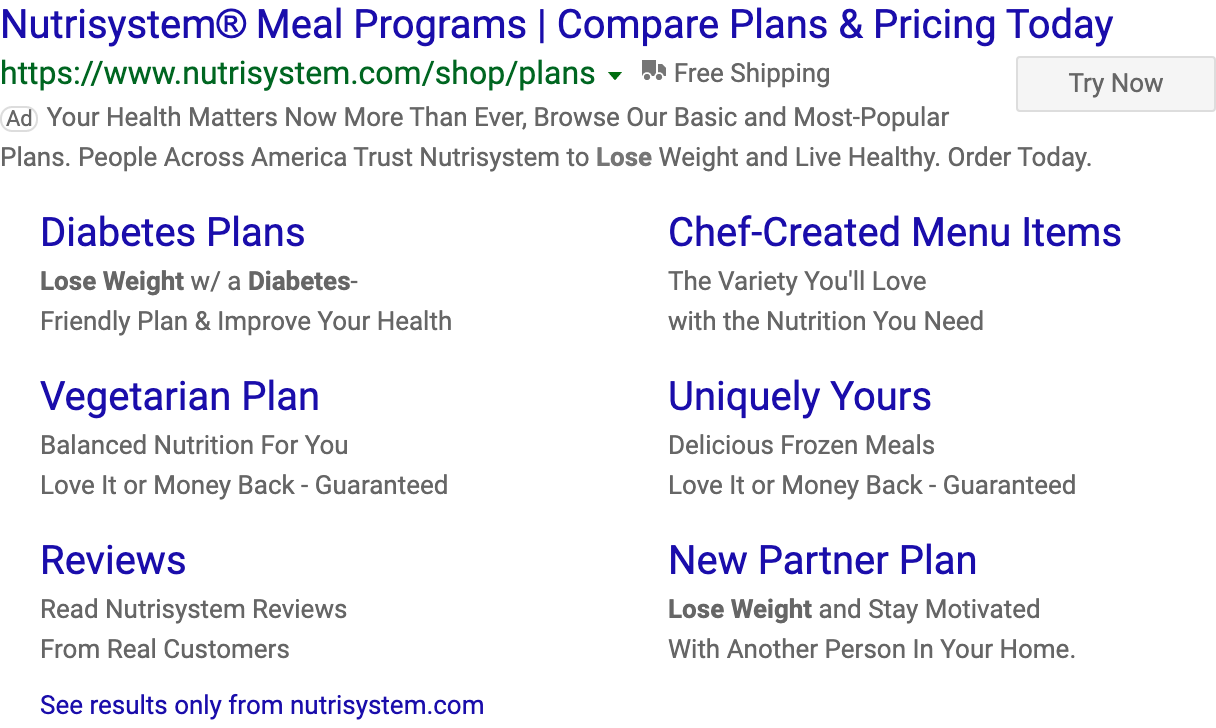 Nutrisystem® Meal Programs | Compare Plans & Pricing Today
https://www.nutrisystem.com/shop/plans Free Shipping
Try Now
Ad Your Health Matters Now More Than Ever, Browse Our Basic and Most-Popular
Plans. People Across America Trust Nutrisystem to Lose Weight and Live Healthy. Order Today.
Diabetes Plans
Lose Weight w/ a Diabetes-
Friendly Plan & Improve Your Health
Chef-Created Menu Items
The Variety You'll Love
with the Nutrition You Need
Vegetarian Plan
Balanced Nutrition For You
Love It or Money Back - Guaranteed
Uniquely Yours
Delicious Frozen Meals
Love It or Money Back - Guaranteed
Reviews
Read Nutrisystem Reviews
From Real Customers
New Partner Plan
Lose Weight and Stay Motivated
With Another Person In Your Home.
See results only from nutrisystem.com